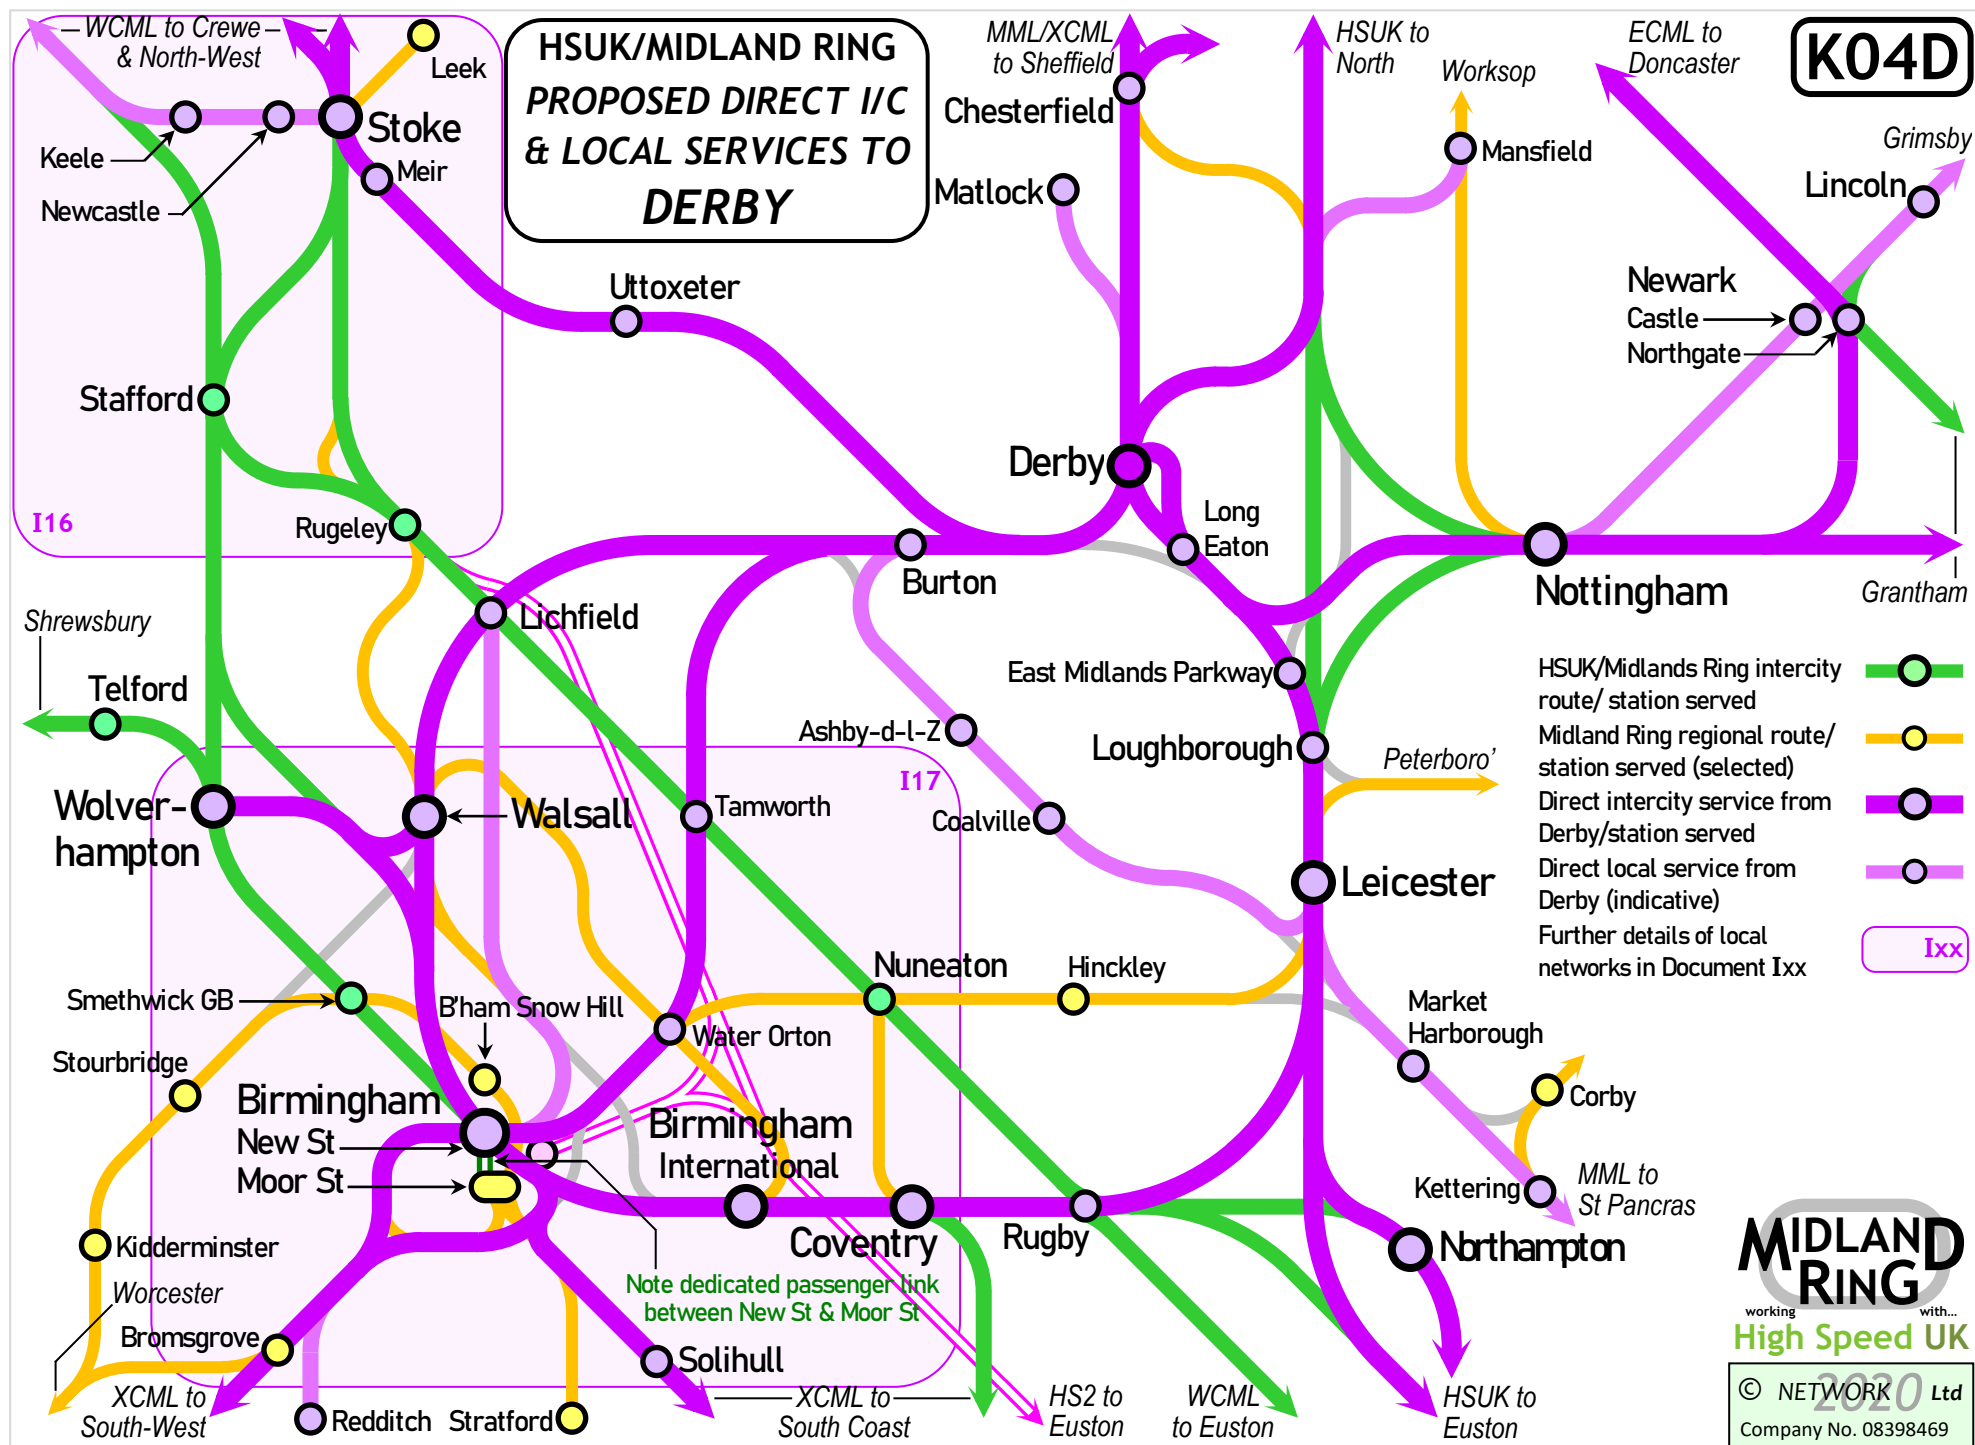 HSUK/MIDLAND RING
PROPOSED DIRECT I/C
& LOCAL SERVICES TO
DERBY
K04D
WCML to Crewe
& North-West
Leek
Stoke
Keele
Meir
Newcastle
MML/XCML
to Sheffield
Chesterfield
HSUK to
North
Worksop
ECML to
Doncaster
Mansfield
Grimsby
Lincoln
Matlock
Uttoxeter
Newark
Castle
Northgate
Stafford
Derby
Long
Eaton
I16
Rugeley
Burton
Nottingham
Grantham
Lichfield
Shrewsbury
Telford
East Midlands Parkway
Ashby-d-l-Z
Loughborough
Peterboro'
I17
Wolver-
hampton
Walsall
Tamworth
Coalville
Leicester
HSUK/Midlands Ring intercity
route/ station served
Midland Ring regional route/
station served (selected)
Direct intercity service from
Derby/station served
Direct local service from
Derby (indicative)
Further details of local
networks in Document Ixx
Ixx
Nuneaton
Hinckley
Smethwick GB
B'ham Snow Hill
Water Orton
Market
Harborough
Stourbridge
Birmingham
New St
Moor St
Birmingham
International
Corby
Kettering
MML to
St Pancras
Coventry
Rugby
Northampton
Kidderminster
Note dedicated passenger link
between New St & Moor St
Worcester
Bromsgrove
Solihull
XCML to
South-West
Redditch
Stratford
XCML to
South Coast
HS2 to
Euston
WCML
to Euston
HSUK to
Euston
MIDLAND
RING
working with...
High Speed UK
© NETWORK 2020 Ltd
Company No. 08398469